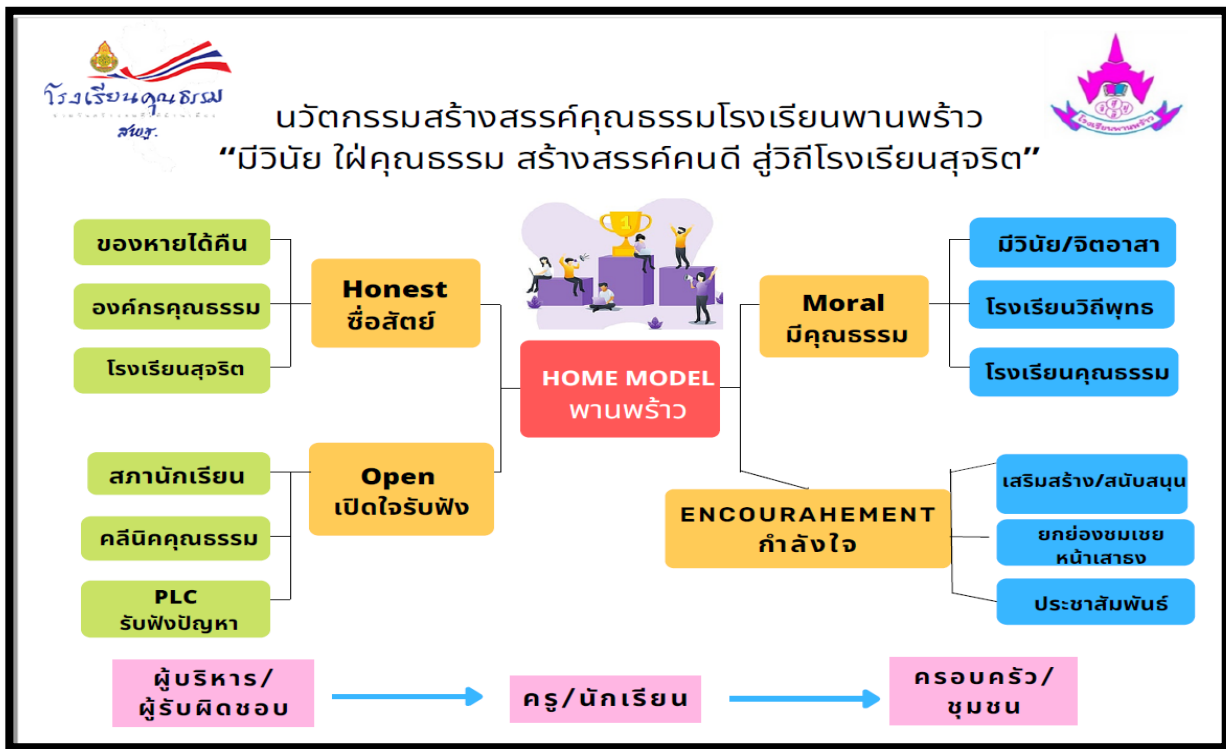 โรงเรียนคุณธรรม
สพฐ.
โรงเรียนพานพร้าว
นวัตกรรมสร้างสรรค์คุณธรรมโรงเรียนพานพร้าว
“มีวินัย ใฝ่คุณธรรม สร้างสรรค์คนดี สู่วิถีโรงเรียนสุจริต”
1
ของหายได้คืน
องค์กรคุณธรรม
โรงเรียนสุจริต
Honest
ซื่อสัตย์
สภานักเรียน
คลีนิคคุณธรรม
PLC
รับฟังปัญหา
Open
เปิดใจรับฟัง
HOME MODEL
พานพร้าว
Moral
มีคุณธรรม
มีวินัย/จิตอาสา
โรงเรียนวิถีพุทธ
โรงเรียนคุณธรรม
ENCOURAHEMENT
กำลังใจ
เสริมสร้าง/สนับสนุน
ยกย่องชมเชย
หน้าเสาธง
ประชาสัมพันธ์
ผู้บริหาร/
ผู้รับผิดชอบ
ครู/นักเรียน
ครอบครัว/
ชุมชน